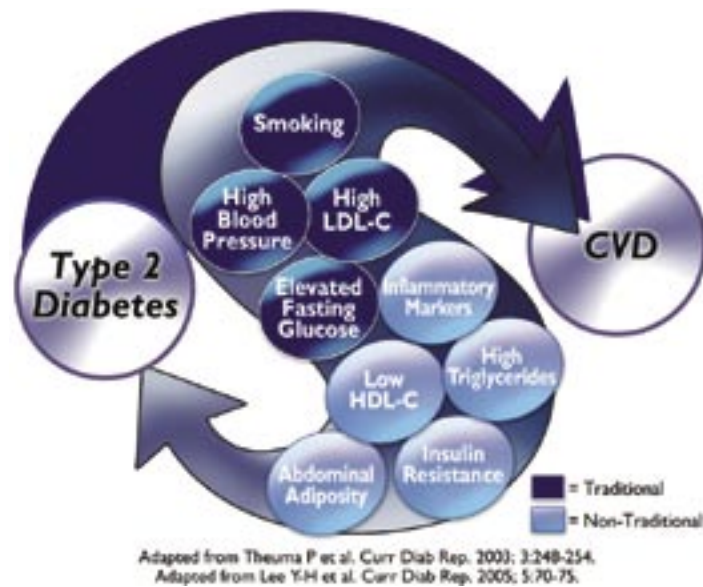 Smoking
High
Blood
Pressure
High
LDL-C
Type 2
Diabetes
CVD
Elevated
Fasting
Glucose
Inflammatory
Markers
Low
HDL-C
High
Triglycerides
Abdominal
Adiposity
Insulin
Resistance
= Traditional
= Non-Traditional
Adapted from Theuma P et al. Curr Diab Rep. 2003; 3:248-254.
Adapted from Lee Y-H et al. Curr Diab Rep. 2005; 5:70-75.